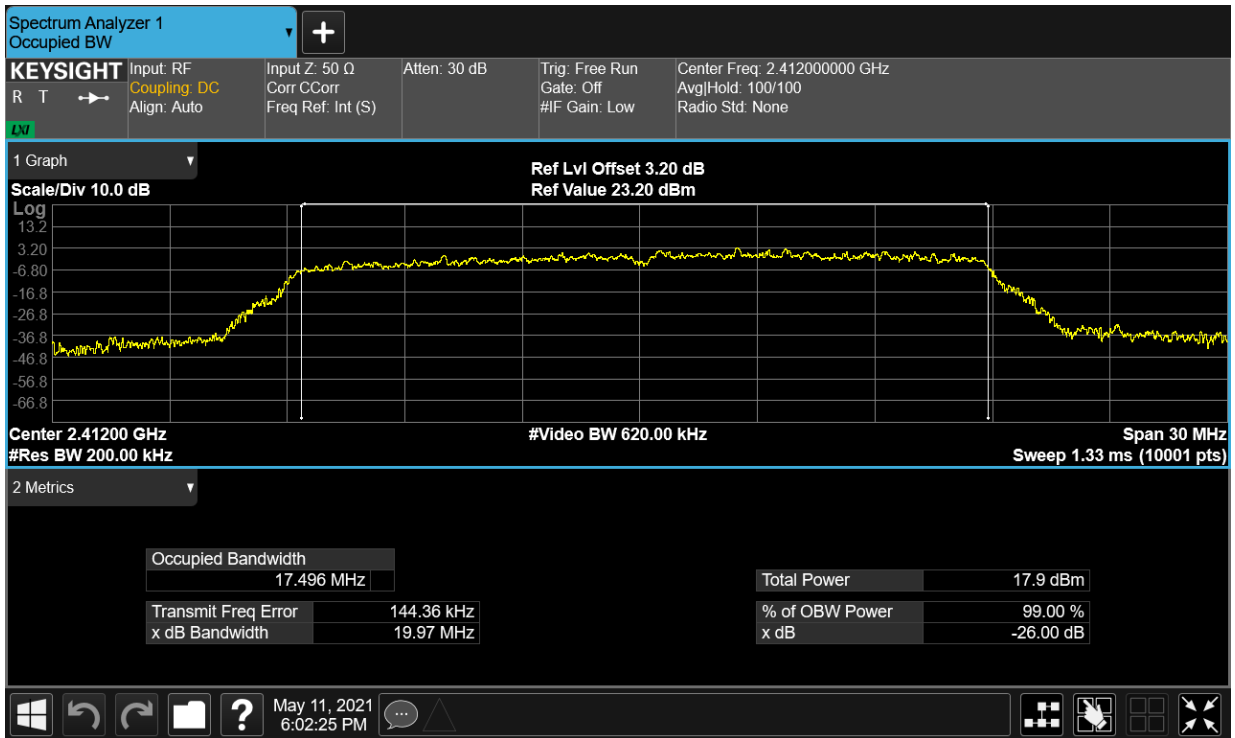 Spectrum Analyzer 1
Occupied BW
KEYSIGHT
R T
LXI
Input: RF
Coupling: DC
Align: Auto
Input Z: 50 Ω
Corr CCorr
Freq Ref: Int (S)
Atten: 30 dB
Trig: Free Run
Gate: Off
#IF Gain: Low
Center Freq: 2.412000000 GHz
Avg|Hold: 100/100
Radio Std: None
1 Graph
Scale/Div 10.0 dB
Ref Lvl Offset 3.20 dB
Ref Value 23.20 dBm
Log
13.2
3.20
-6.80
-16.8
-26.8
-36.8
-46.8
-56.8
-66.8
Center 2.41200 GHz
#Video BW 620.00 kHz
Span 30 MHz
#Res BW 200.00 kHz
Sweep 1.33 ms (10001 pts)
2 Metrics
Occupied Bandwidth
17.496 MHz
Transmit Freq Error 144.36 kHz
x dB Bandwidth 19.97 MHz
Total Power 17.9 dBm
% of OBW Power 99.00 %
x dB -26.00 dB
?
May 11, 2021
6:02:25 PM